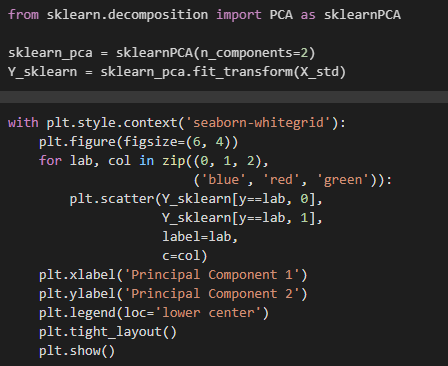 from sklearn.decomposition import PCA as sklearnPCA
sklearn_pca = sklearnPCA(n_components=2)
Y_sklearn = sklearn_pca.fit_transform(X_std)
with plt.style.context('seaborn-whitegrid'):
    plt.figure(figsize=(6, 4))
    for lab, col in zip((0, 1, 2),
                        ('blue', 'red', 'green')):
        plt.scatter(Y_sklearn[y==lab, 0],
                    Y_sklearn[y==lab, 1],
                    label=lab,
                    c=col)
    plt.xlabel('Principal Component 1')
    plt.ylabel('Principal Component 2')
    plt.legend(loc='lower center')
    plt.tight_layout()
    plt.show()